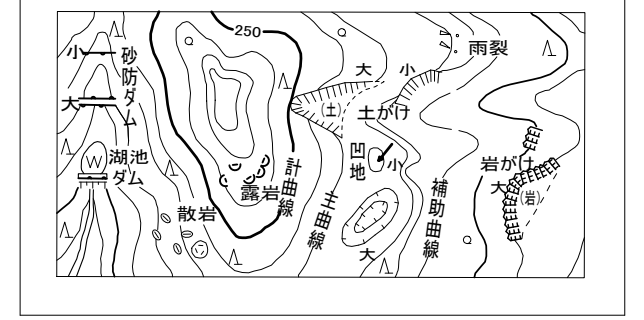 250
小
砂防ダム
大
湖池
ダム
W
雨裂
大
小
(土)
土がけ
凹地
小
岩がけ
大
(岩)
露岩
散岩
計曲線
主曲線
補助曲線
大